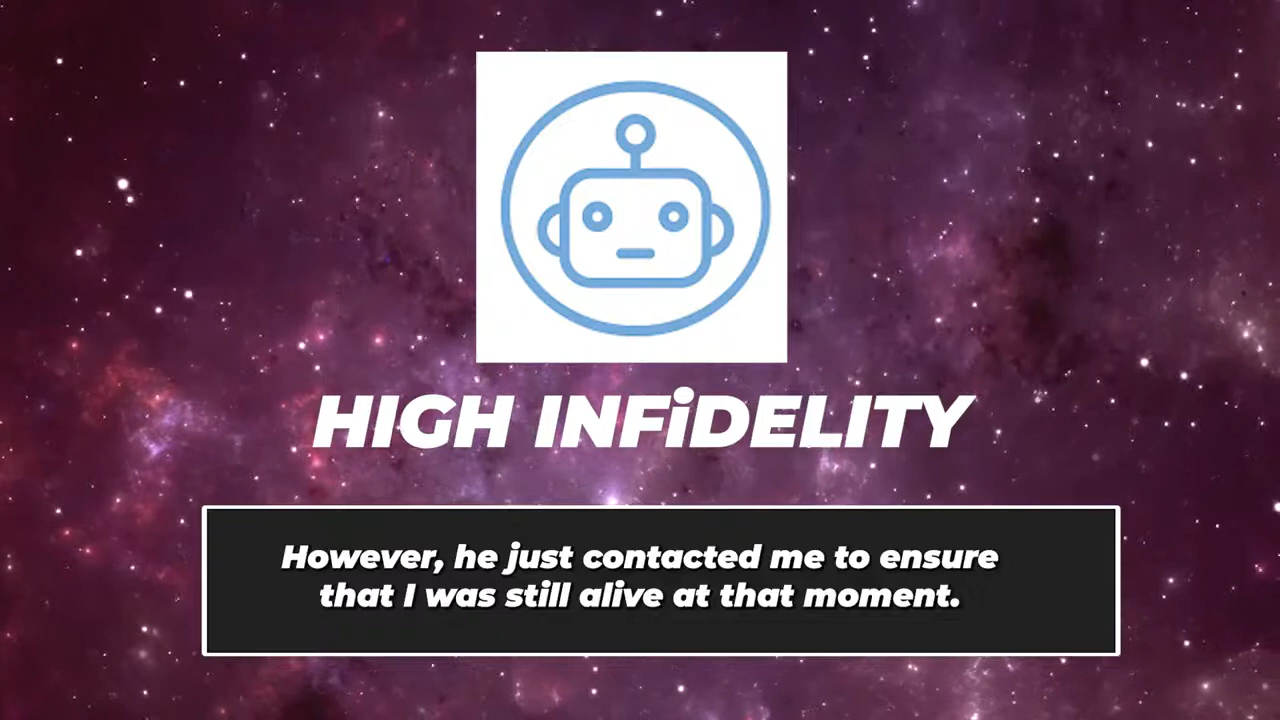 HIGH INFiDELITY
However, he just contacted me to ensure
that I was still alive at that moment.